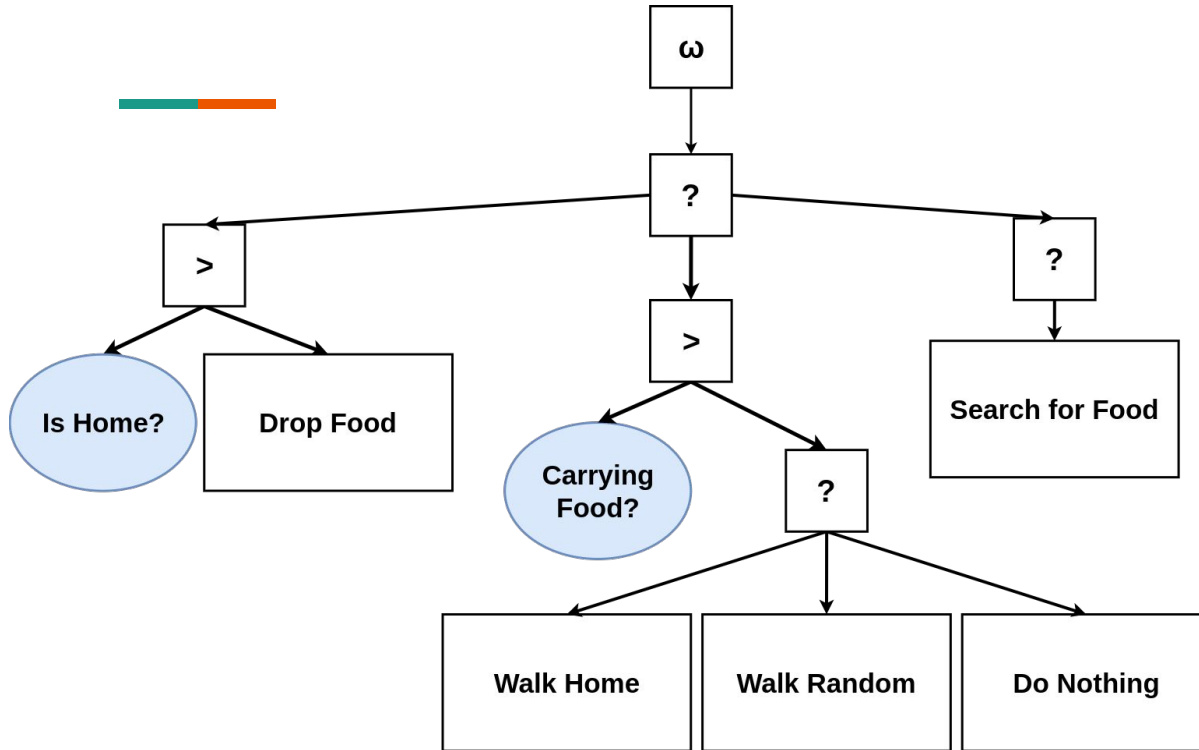 ω
?
>
?
>
Is Home?
Drop Food
Search for Food
Carrying
Food?
?
Walk Home
Walk Random
Do Nothing